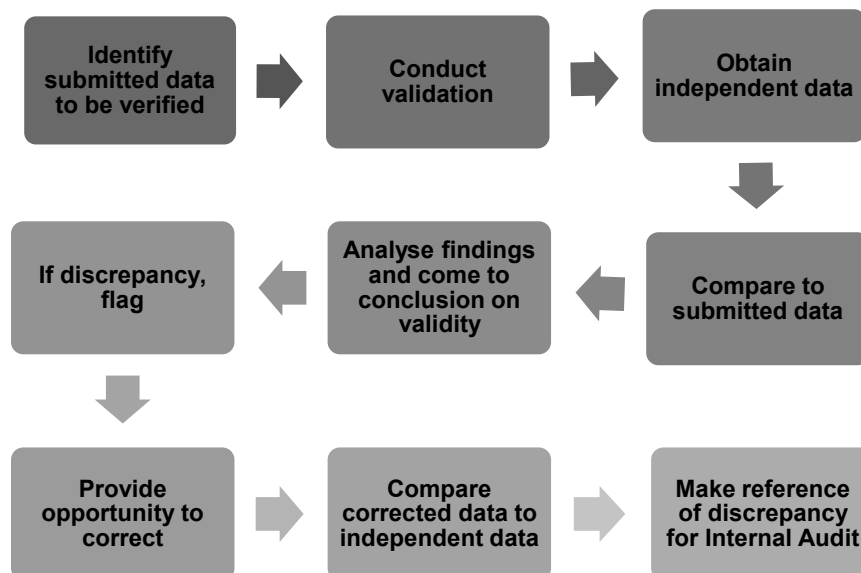 Identify
submitted data
to be verified
Conduct
validation
Obtain
independent data
Compare to
submitted data
Analyse findings
and come to
conclusion on
validity
If discrepancy,
flag
Provide
opportunity to
correct
Compare
corrected data to
independent data
Make reference
of discrepancy
for Internal Audit